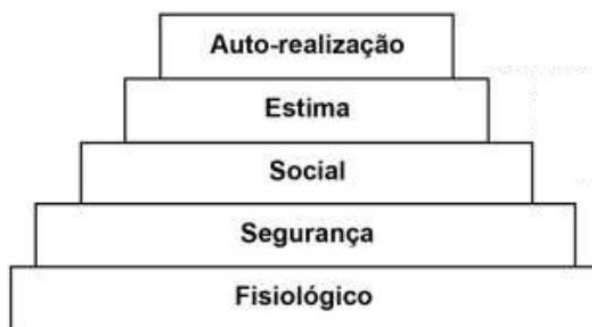 Auto-realização
Estima
Social
Segurança
Fisiológico